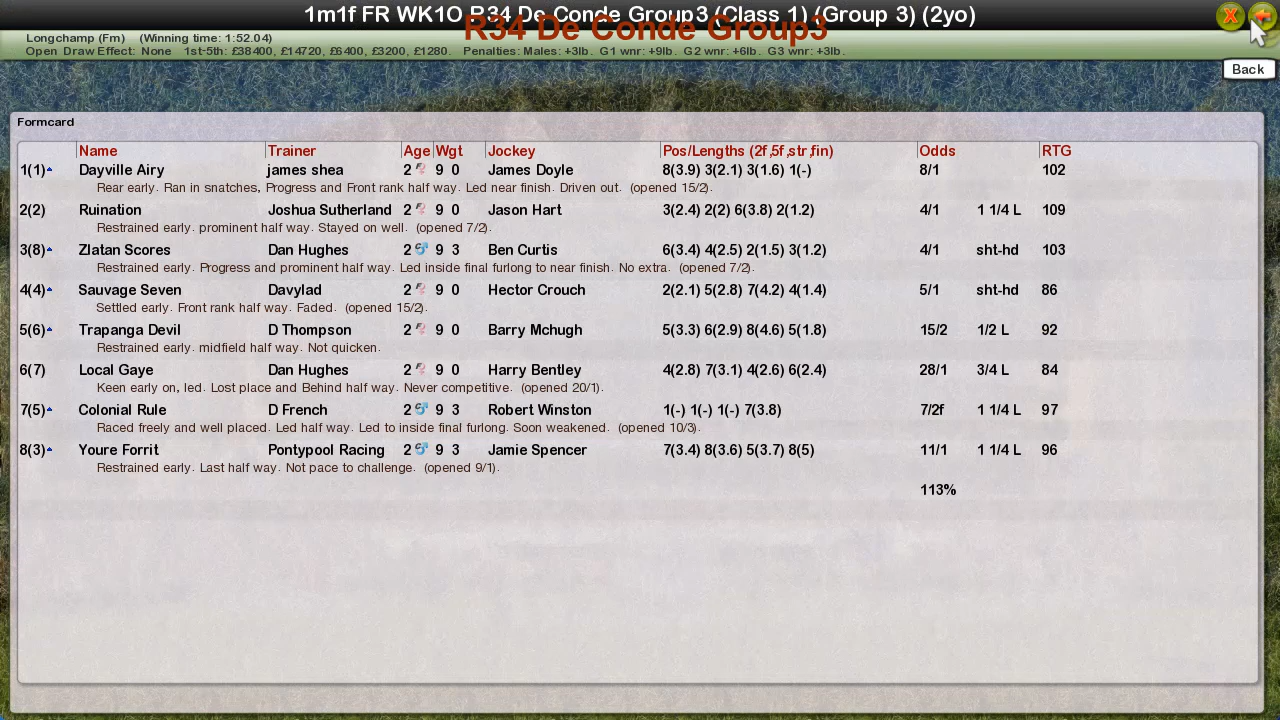 1m1f FR WK10 R34 De Conde Group3 (Class 1) (Group 3) (2yo)
R34 De Conde Group3
Longchamp (Fm) (Winning time: 1:52.04)
Open Draw Effect: None 1st-5th: £38400, £14720, £6400, £3200, £1280. Penalties: Males: +3lb. G1 wnr: +9lb. G2 wnr: +6lb. G3 wnr: +3lb.
X
Back
Formcard
Name Trainer Age Wgt Jockey Pos/Lengths (2f,5f,str,fin) Odds RTG
1(1) Dayville Airy james shea 2 9 0 James Doyle 8(3.9) 3(2.1) 3(1.6) 1(-) 8/1 102
Rear early. Ran in snatches, Progress and Front rank half way. Led near finish. Driven out. (opened 15/2).
2(2) Ruination Joshua Sutherland 2 9 0 Jason Hart 3(2.4) 2(2) 6(3.8) 2(1.2) 4/1 1 1/4 L 109
Restrained early. prominent half way. Stayed on well. (opened 7/2).
3(8) Zlatan Scores Dan Hughes 2 9 3 Ben Curtis 6(3.4) 4(2.5) 2(1.5) 3(1.2) 4/1 sht-hd 103
Restrained early. Progress and prominent half way. Led inside final furlong to near finish. No extra. (opened 7/2).
4(4) Sauvage Seven Davylad 2 9 0 Hector Crouch 2(2.1) 5(2.8) 7(4.2) 4(1.4) 5/1 sht-hd 86
Settled early. Front rank half way. Faded. (opened 15/2).
5(6) Trapanga Devil D Thompson 2 9 0 Barry Mchugh 5(3.3) 6(2.9) 8(4.6) 5(1.8) 15/2 1/2 L 92
Restrained early. midfield half way. Not quicken.
6(7) Local Gaye Dan Hughes 2 9 0 Harry Bentley 4(2.8) 7(3.1) 4(2.6) 6(2.4) 28/1 3/4 L 84
Keen early on, led. Lost place and Behind half way. Never competitive. (opened 20/1).
7(5) Colonial Rule D French 2 9 3 Robert Winston 1(-) 1(-) 1(-) 7(3.8) 7/2f 1 1/4 L 97
Raced freely and well placed. Led half way. Led to inside final furlong. Soon weakened. (opened 10/3).
8(3) Youre Forrit Pontypool Racing 2 9 3 Jamie Spencer 7(3.4) 8(3.6) 5(3.7) 8(5) 11/1 1 1/4 L 96
Restrained early. Last half way. Not pace to challenge. (opened 9/1).
113%